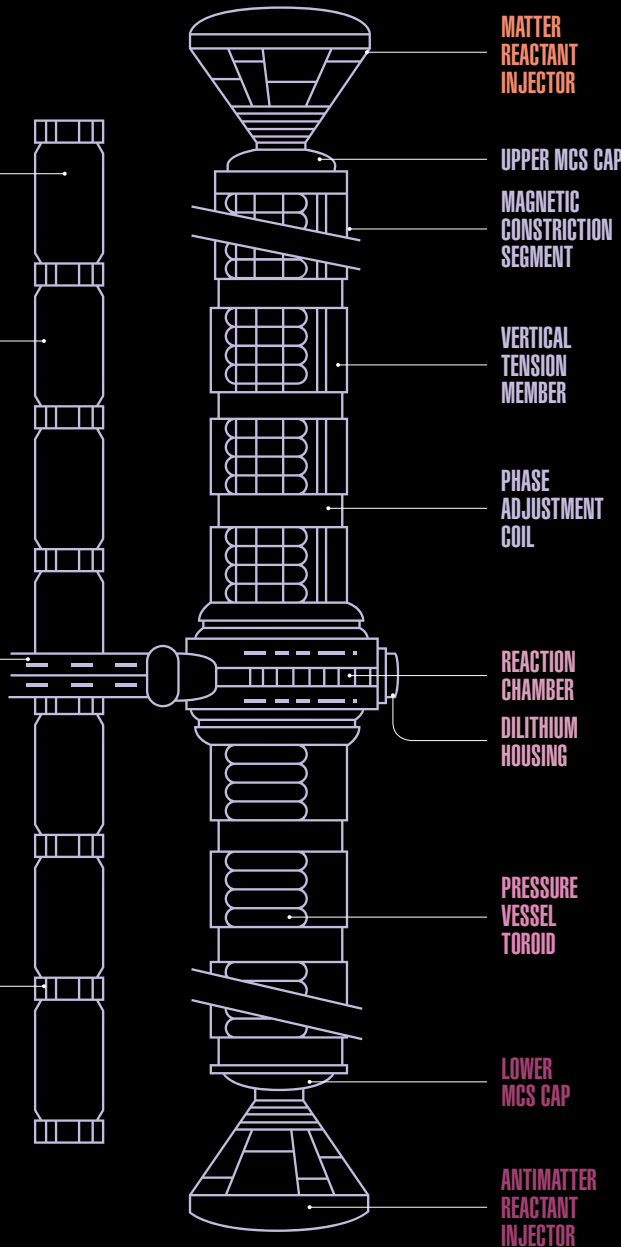 MATTER
REACTANT
INJECTOR
UPPER MCS CAP
MAGNETIC
CONSTRICTION
SEGMENT
VERTICAL
TENSION
MEMBER
PHASE
ADJUSTMENT
COIL
REACTION
CHAMBER
DILITHIUM
HOUSING
PRESSURE
VESSEL
TOROID
LOWER
MCS CAP
ANTIMATTER
REACTANT
INJECTOR